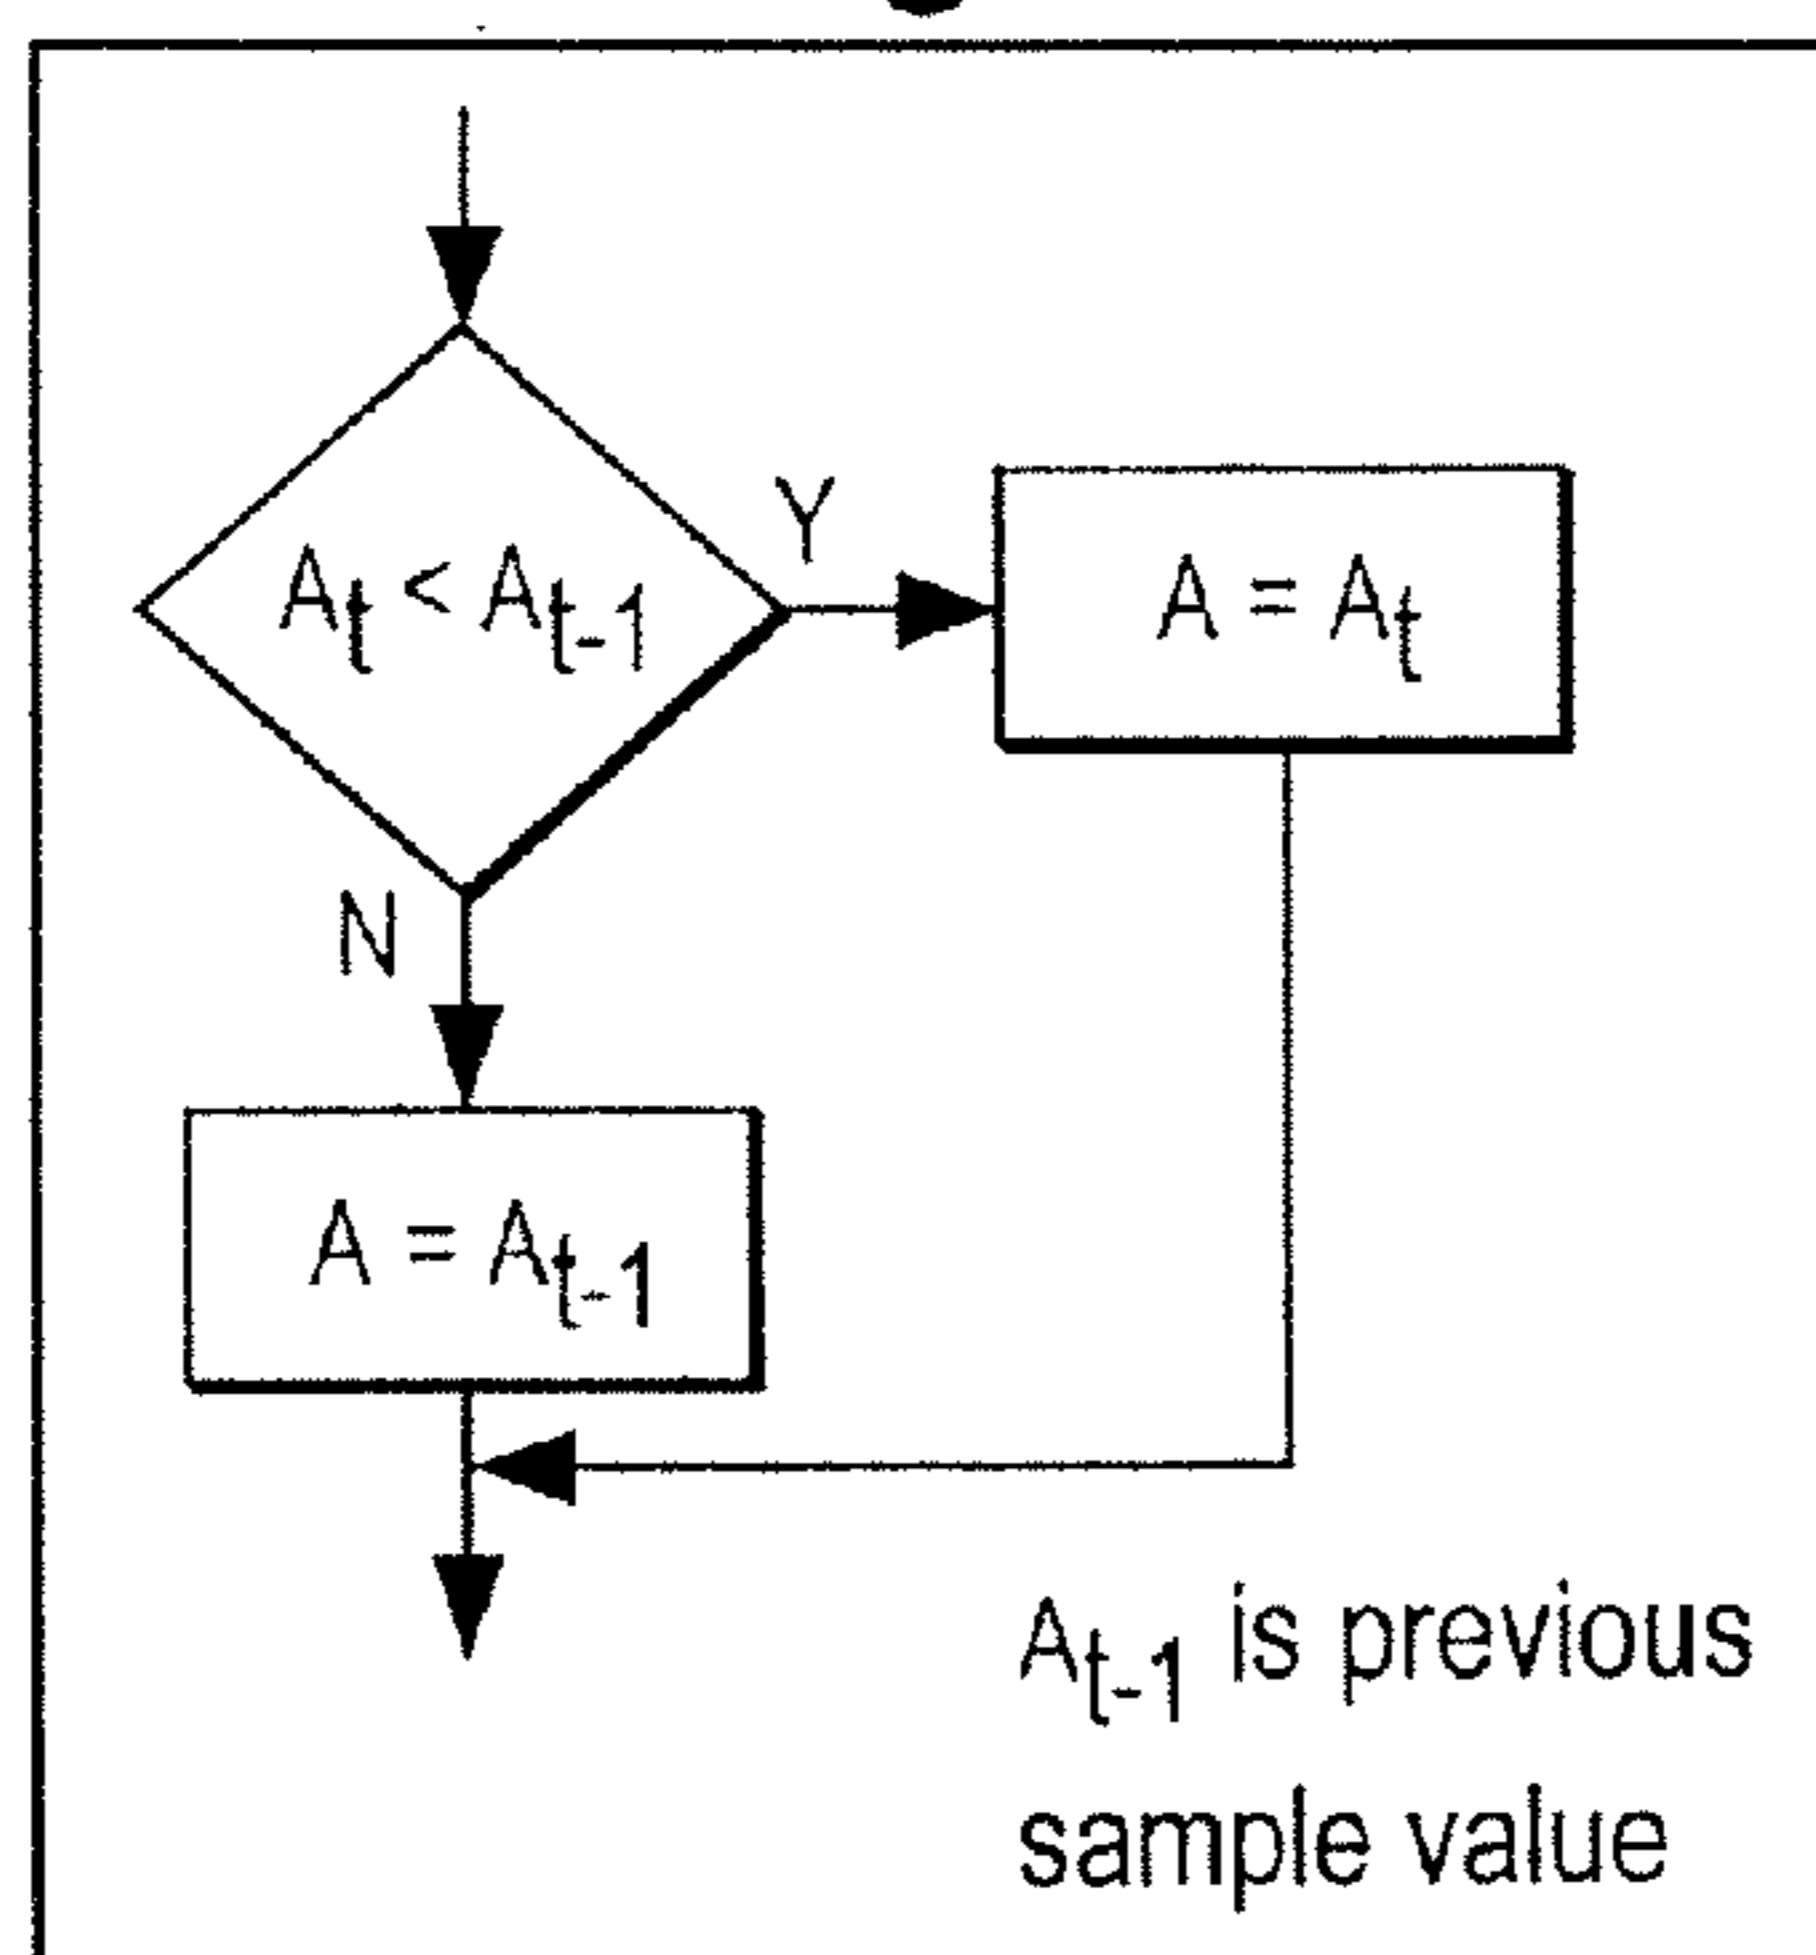 Y
A_t < A_{t-1}
A = A_t
N
A = A_{t-1}
A_{t-1} is previous
sample value